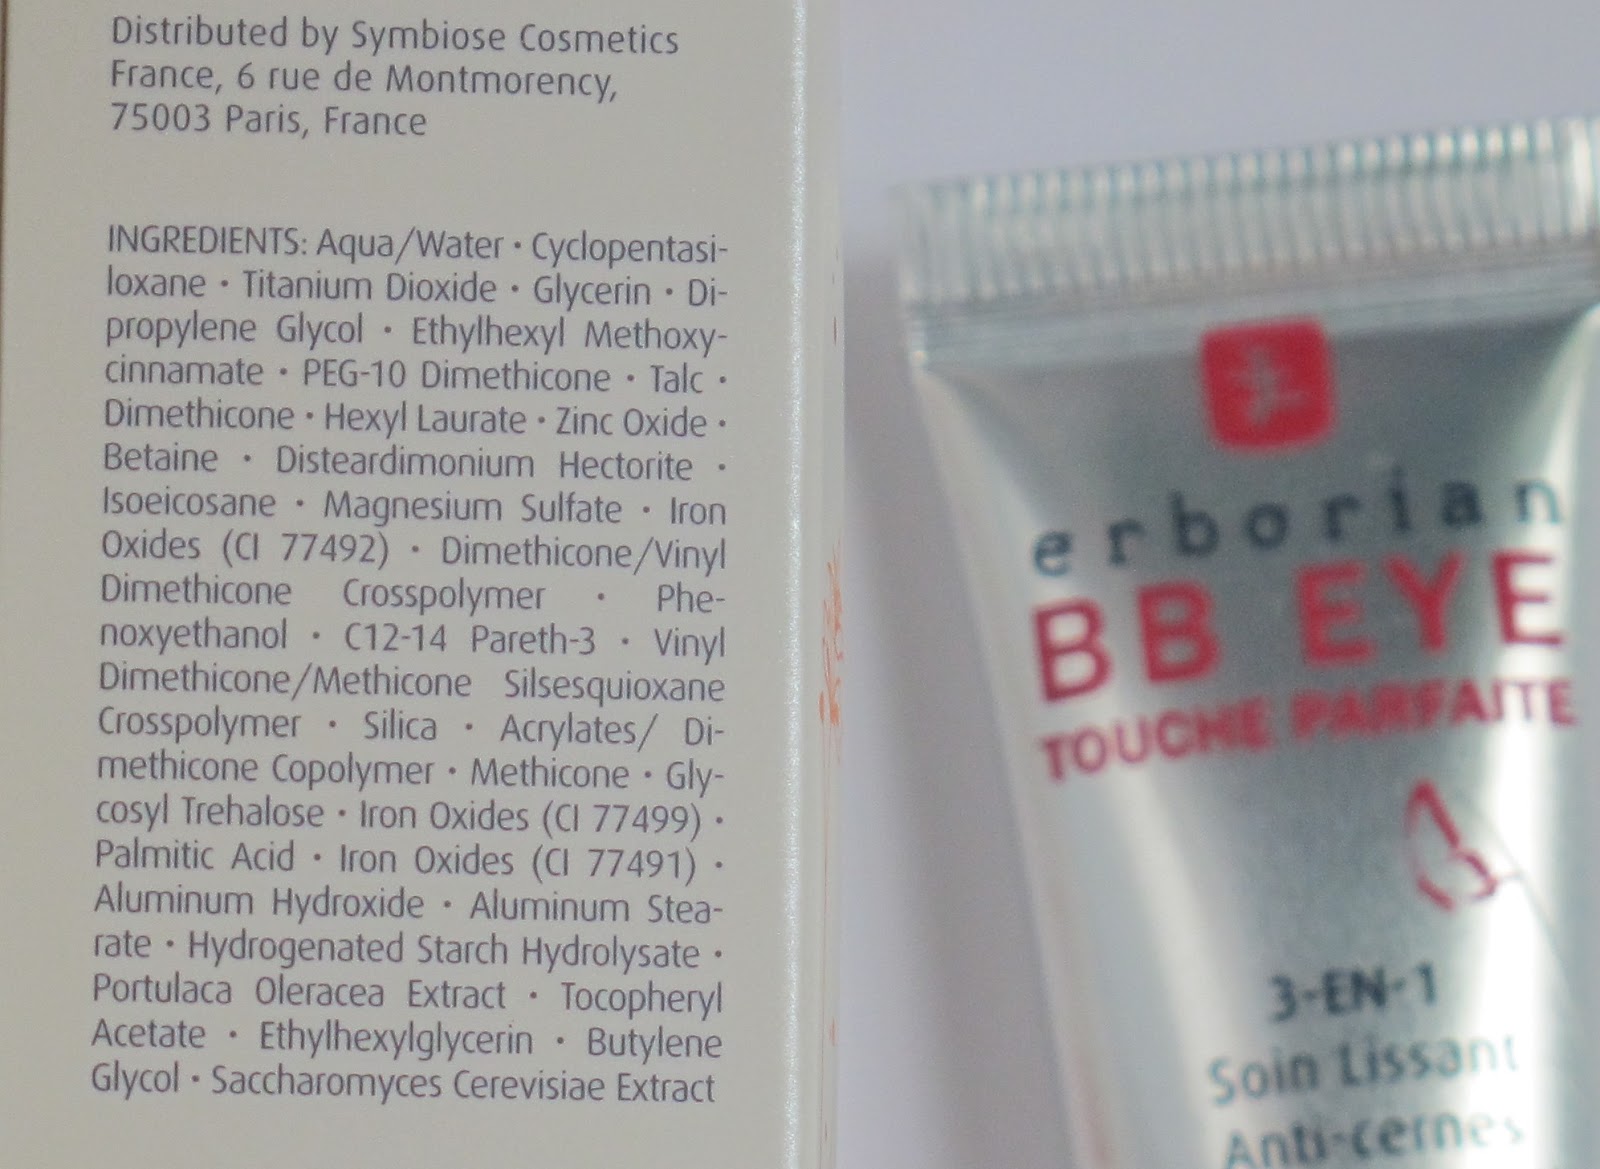 Distributed by Symbiose Cosmetics
France, 6 rue de Montmorency,
75003 Paris, France
INGREDIENTS: Aqua/Water • Cyclopentasi-
loxane • Titanium Dioxide • Glycerin • Di-
propylene Glycol • Ethylhexyl Methoxy-
cinnamate • PEG-10 Dimethicone • Talc •
Dimethicone • Hexyl Laurate • Zinc Oxide •
Betaine • Disteardimonium Hectorite •
Isoeicosane • Magnesium Sulfate • Iron
Oxides (CI 77492) • Dimethicone/Vinyl
Dimethicone Crosspolymer • Phe-
noxyethanol • C12-14 Pareth-3 • Vinyl
Dimethicone/Methicone Silsesquioxane
Crosspolymer • Silica • Acrylates/ Di-
methicone Copolymer • Methicone • Gly-
cosyl Trehalose • Iron Oxides (CI 77499) •
Palmitic Acid • Iron Oxides (CI 77491) •
Aluminum Hydroxide • Aluminum Stea-
rate • Hydrogenated Starch Hydrolysate •
Portulaca Oleracea Extract • Tocopheryl
Acetate • Ethylhexylglycerin • Butylene
Glycol • Saccharomyces Cerevisiae Extract
erborian
BB EYE
TOUCHE PARFAITE
3-EN-1
Soin Lissant
Anti-cernes